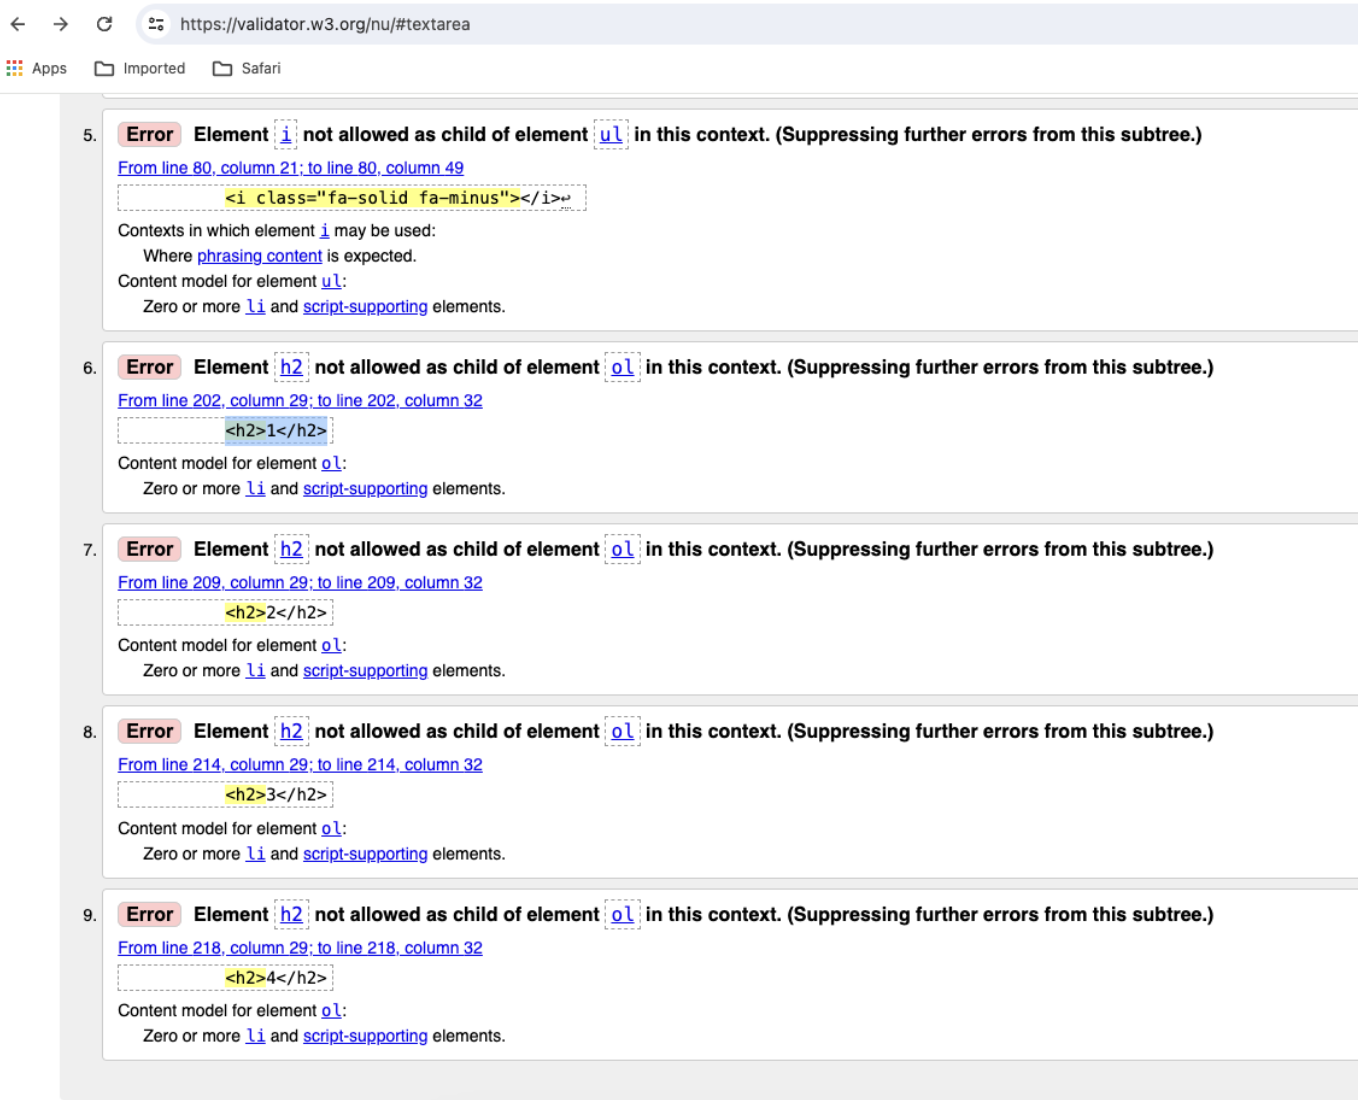 https://validator.w3.org/nu/#textarea
Apps Imported Safari
5. Error Element i not allowed as child of element ul in this context. (Suppressing further errors from this subtree.)
From line 80, column 21; to line 80, column 49
<i class="fa-solid fa-minus"></i>↩
Contexts in which element i may be used:
Where phrasing content is expected.
Content model for element ul:
Zero or more li and script-supporting elements.
6. Error Element h2 not allowed as child of element ol in this context. (Suppressing further errors from this subtree.)
From line 202, column 29; to line 202, column 32
<h2>1</h2>
Content model for element ol:
Zero or more li and script-supporting elements.
7. Error Element h2 not allowed as child of element ol in this context. (Suppressing further errors from this subtree.)
From line 209, column 29; to line 209, column 32
<h2>2</h2>
Content model for element ol:
Zero or more li and script-supporting elements.
8. Error Element h2 not allowed as child of element ol in this context. (Suppressing further errors from this subtree.)
From line 214, column 29; to line 214, column 32
<h2>3</h2>
Content model for element ol:
Zero or more li and script-supporting elements.
9. Error Element h2 not allowed as child of element ol in this context. (Suppressing further errors from this subtree.)
From line 218, column 29; to line 218, column 32
<h2>4</h2>
Content model for element ol:
Zero or more li and script-supporting elements.